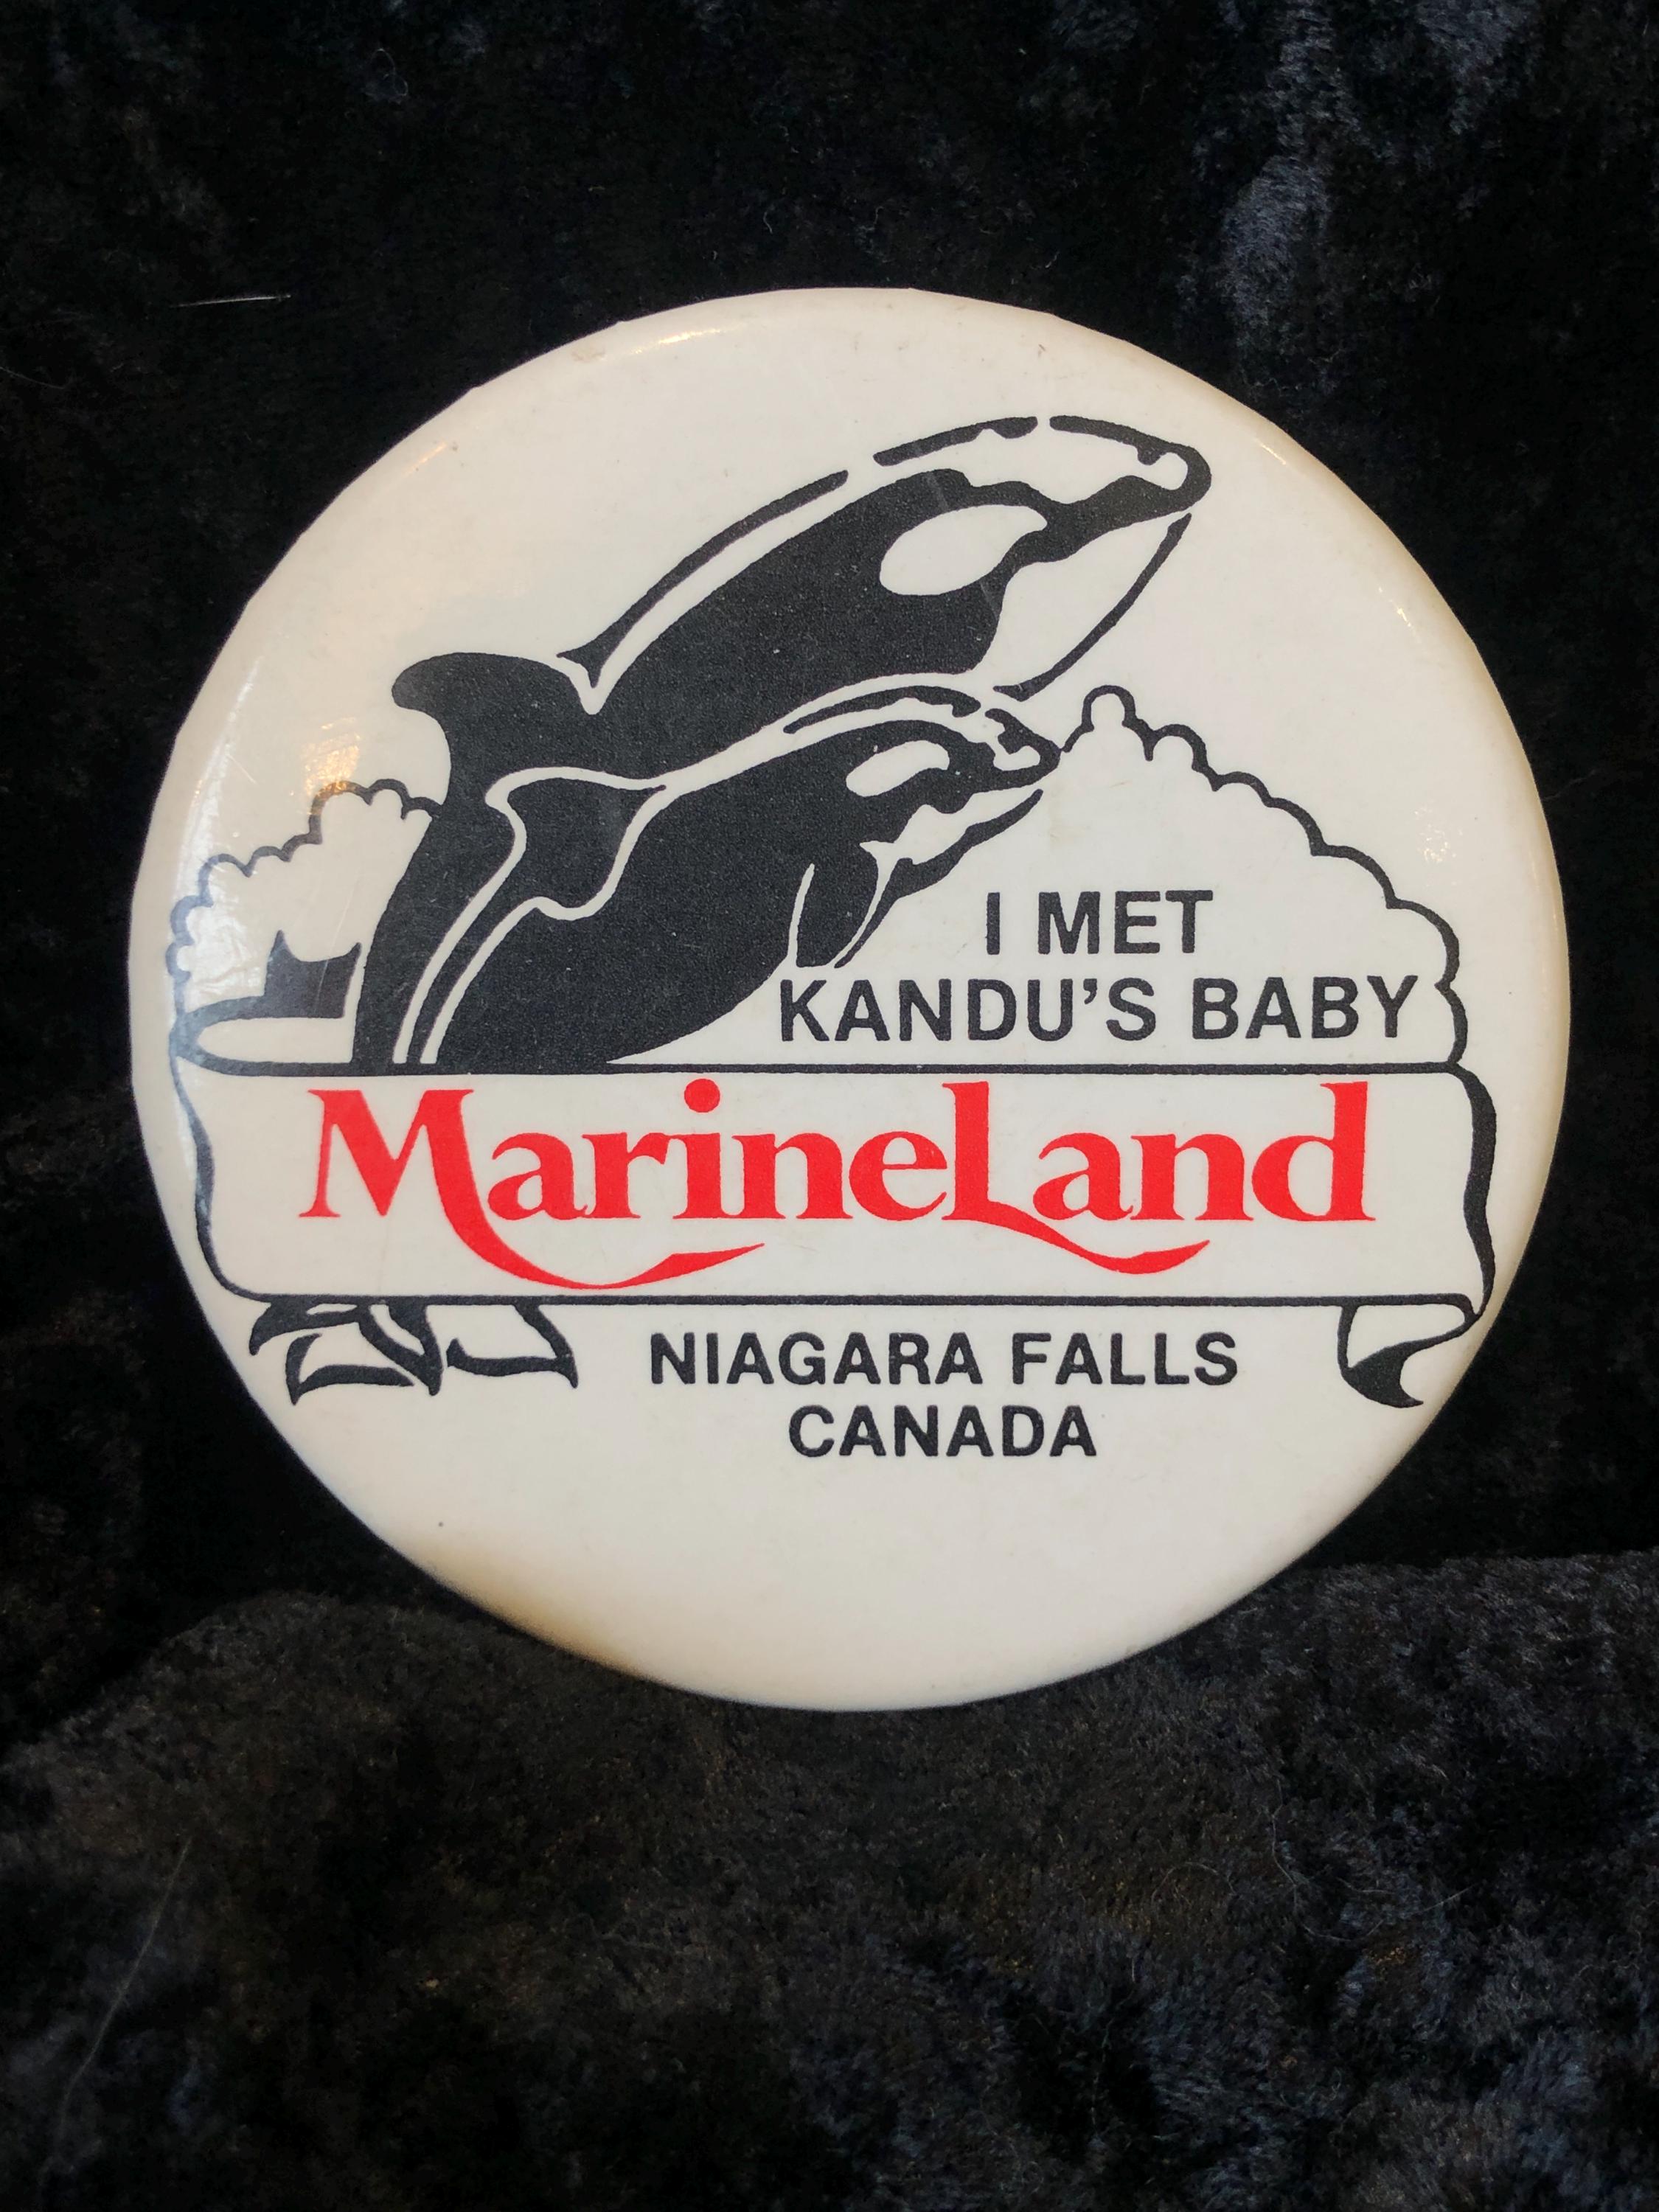 I MET
KANDU'S BABY
MarineLand
NIAGARA FALLS
CANADA